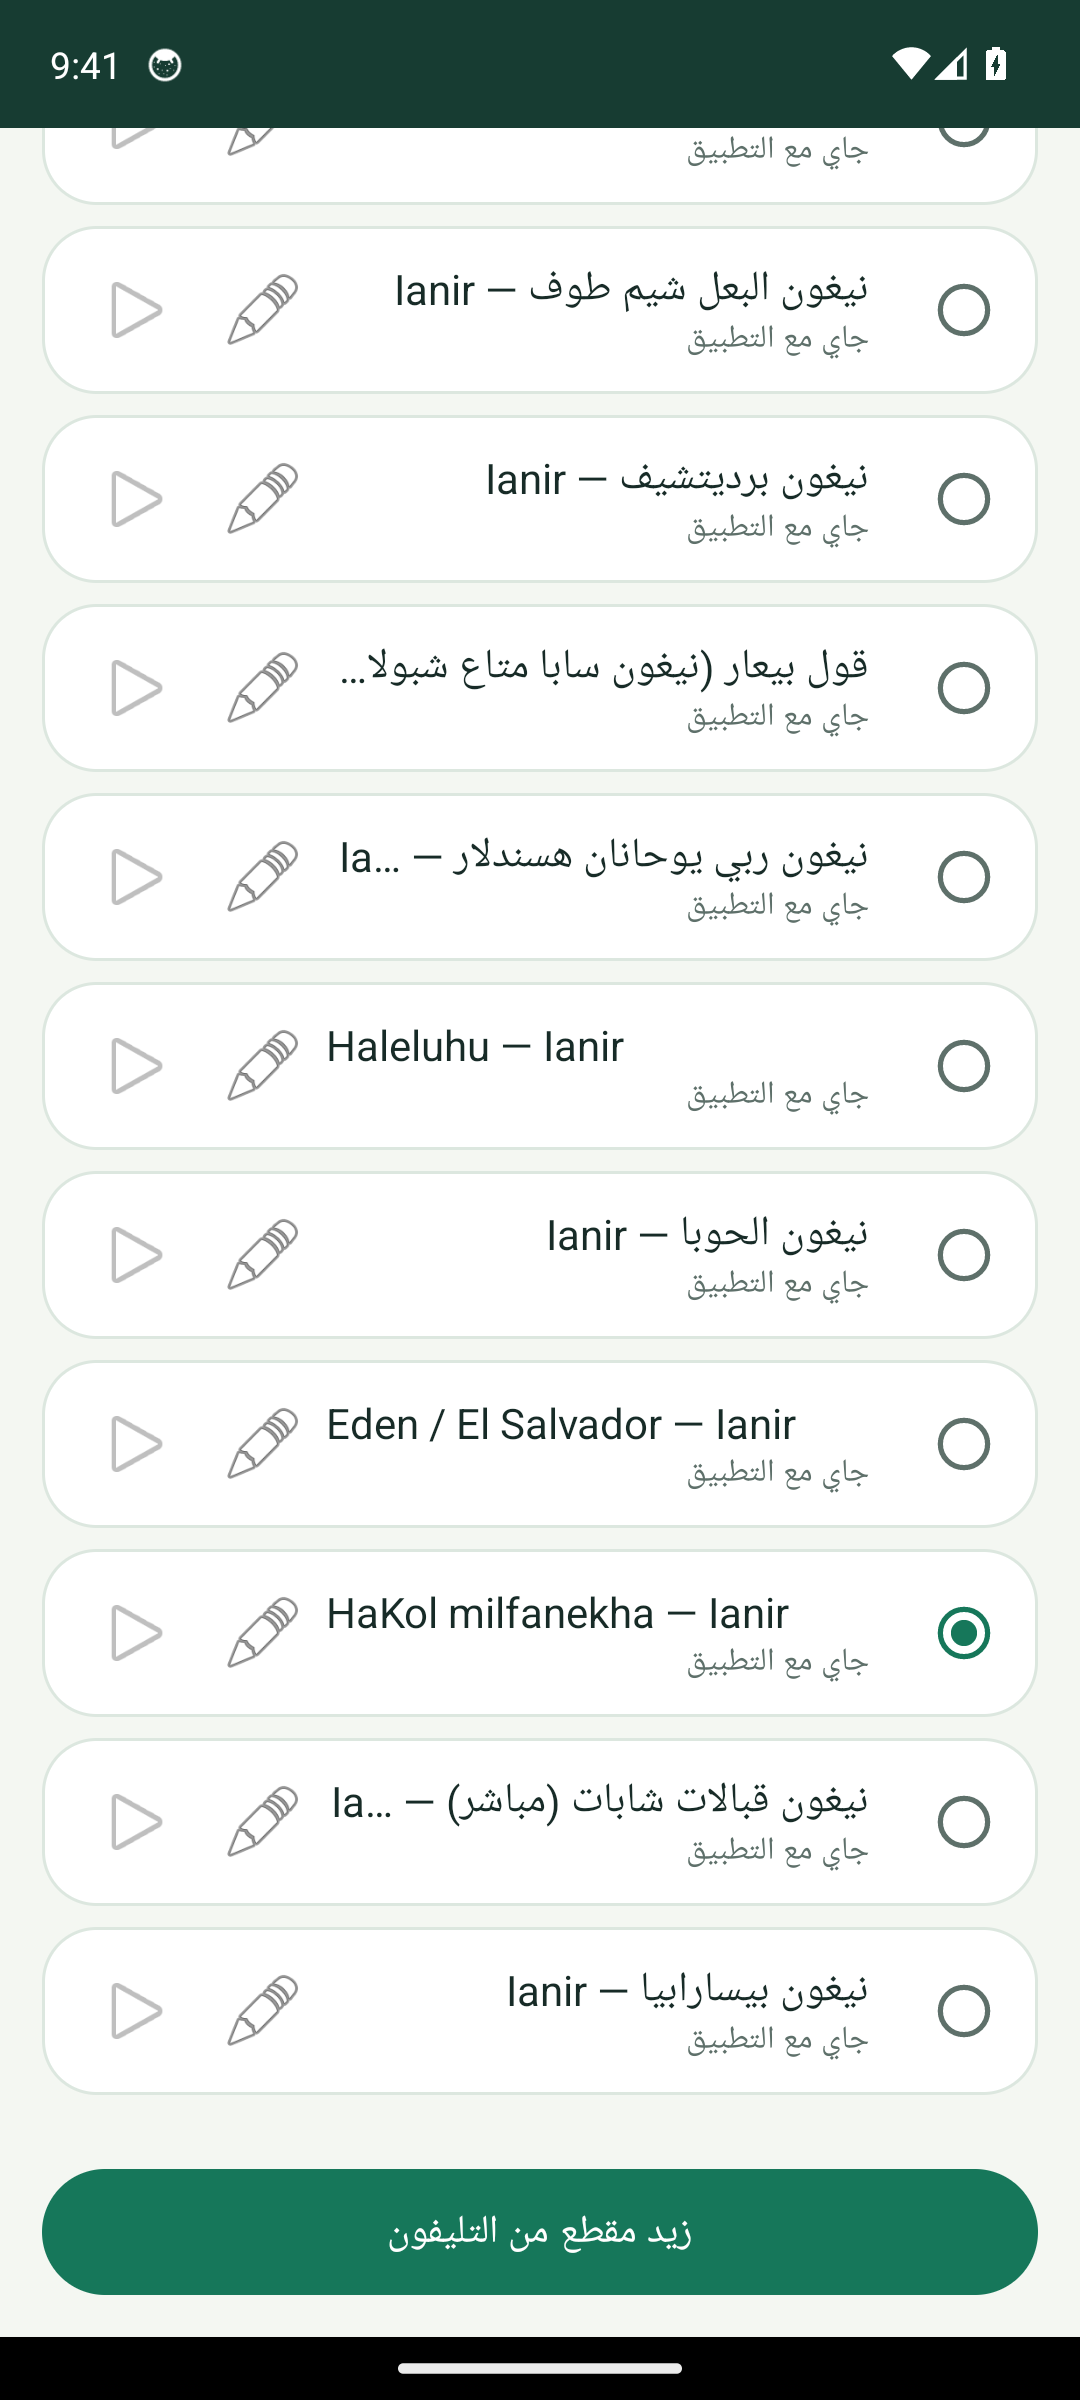 9:41
جاي مع التطبيق
نيغون البعل شيم طوف — Ianir
جاي مع التطبيق
نيغون برديتشيف — Ianir
جاي مع التطبيق
قول بيعار (نيغون سابا متاع شبولا...
جاي مع التطبيق
نيغون ربي يوحانان هسندلار — Ia...
جاي مع التطبيق
Haleluhu — Ianir
جاي مع التطبيق
نيغون الحوبا — Ianir
جاي مع التطبيق
Eden / El Salvador — Ianir
جاي مع التطبيق
HaKol milfanekha — Ianir
جاي مع التطبيق
نيغون قبالات شابات (مباشر) — Ia...
جاي مع التطبيق
نيغون بيسارابيا — Ianir
جاي مع التطبيق
زيد مقطع من التليفون